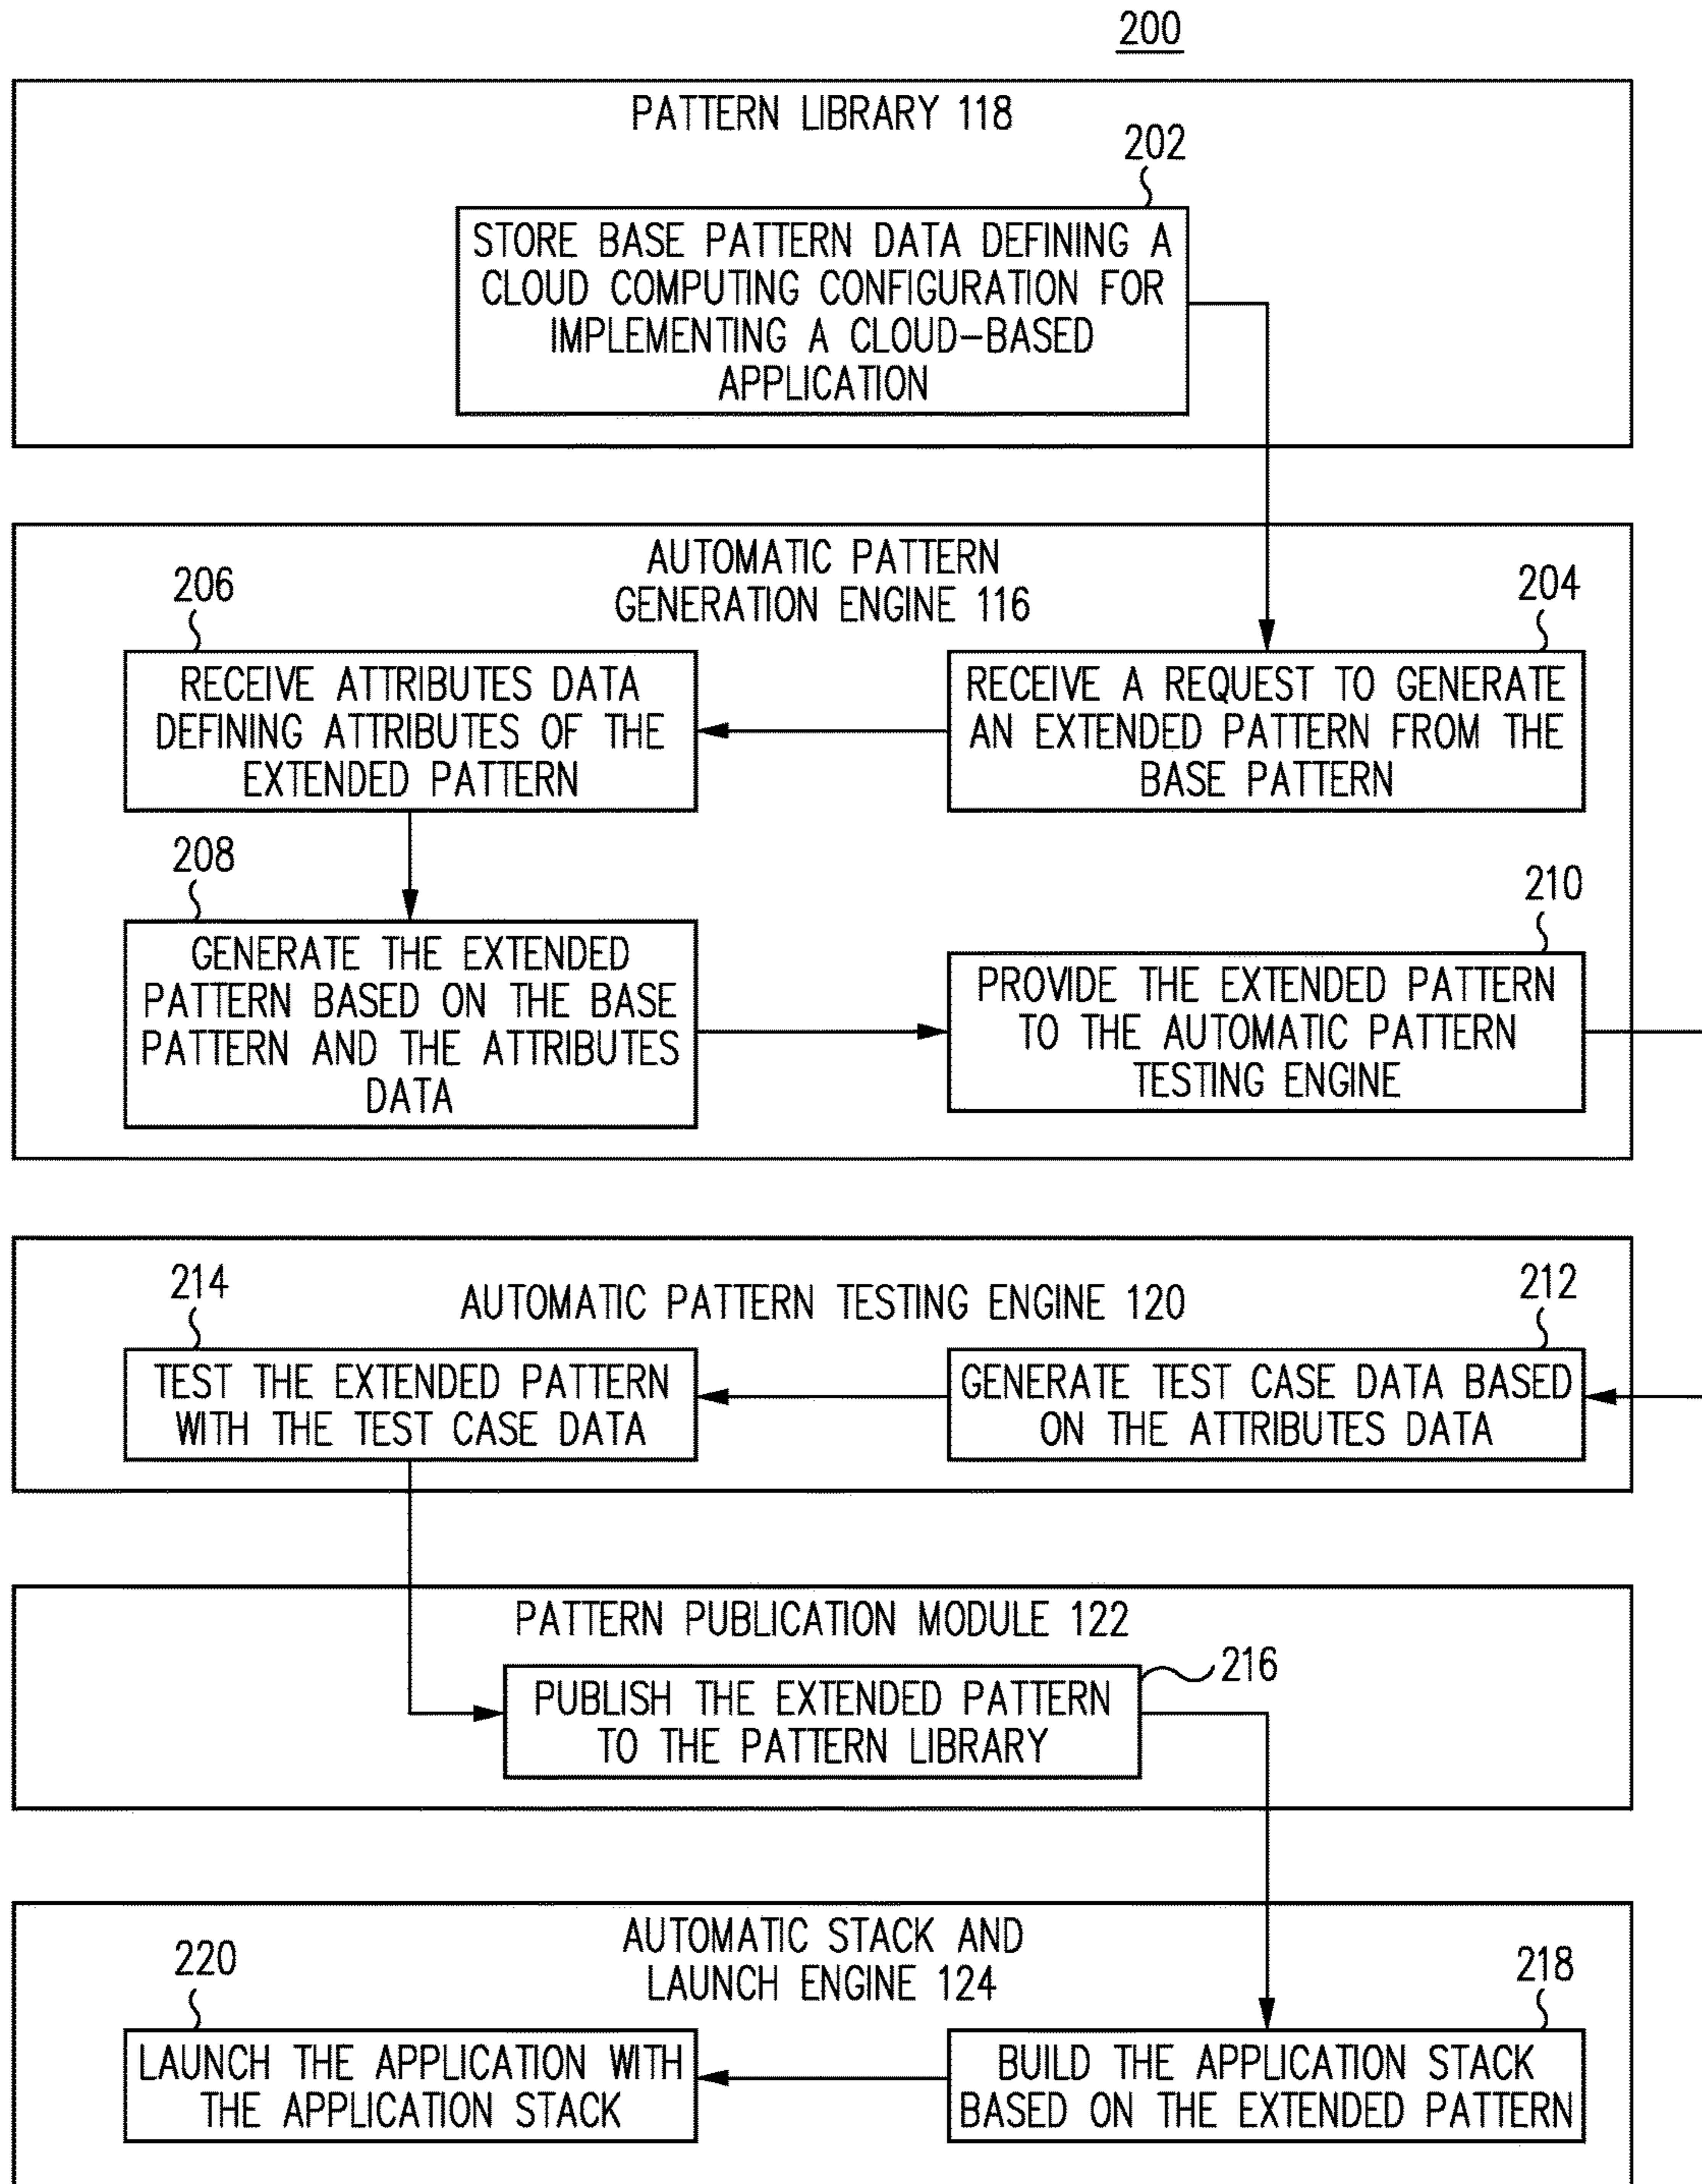 200
PATTERN LIBRARY 118
202
STORE BASE PATTERN DATA DEFINING A
CLOUD COMPUTING CONFIGURATION FOR
IMPLEMENTING A CLOUD-BASED
APPLICATION
AUTOMATIC PATTERN
GENERATION ENGINE 116
206
204
RECEIVE ATTRIBUTES DATA
DEFINING ATTRIBUTES OF THE
EXTENDED PATTERN
RECEIVE A REQUEST TO GENERATE
AN EXTENDED PATTERN FROM THE
BASE PATTERN
208
210
GENERATE THE EXTENDED
PATTERN BASED ON THE BASE
PATTERN AND THE ATTRIBUTES
DATA
PROVIDE THE EXTENDED PATTERN
TO THE AUTOMATIC PATTERN
TESTING ENGINE
214
AUTOMATIC PATTERN TESTING ENGINE 120
212
TEST THE EXTENDED PATTERN
WITH THE TEST CASE DATA
GENERATE TEST CASE DATA BASED
ON THE ATTRIBUTES DATA
PATTERN PUBLICATION MODULE 122
216
PUBLISH THE EXTENDED PATTERN
TO THE PATTERN LIBRARY
AUTOMATIC STACK AND
LAUNCH ENGINE 124
220
218
LAUNCH THE APPLICATION WITH
THE APPLICATION STACK
BUILD THE APPLICATION STACK
BASED ON THE EXTENDED PATTERN